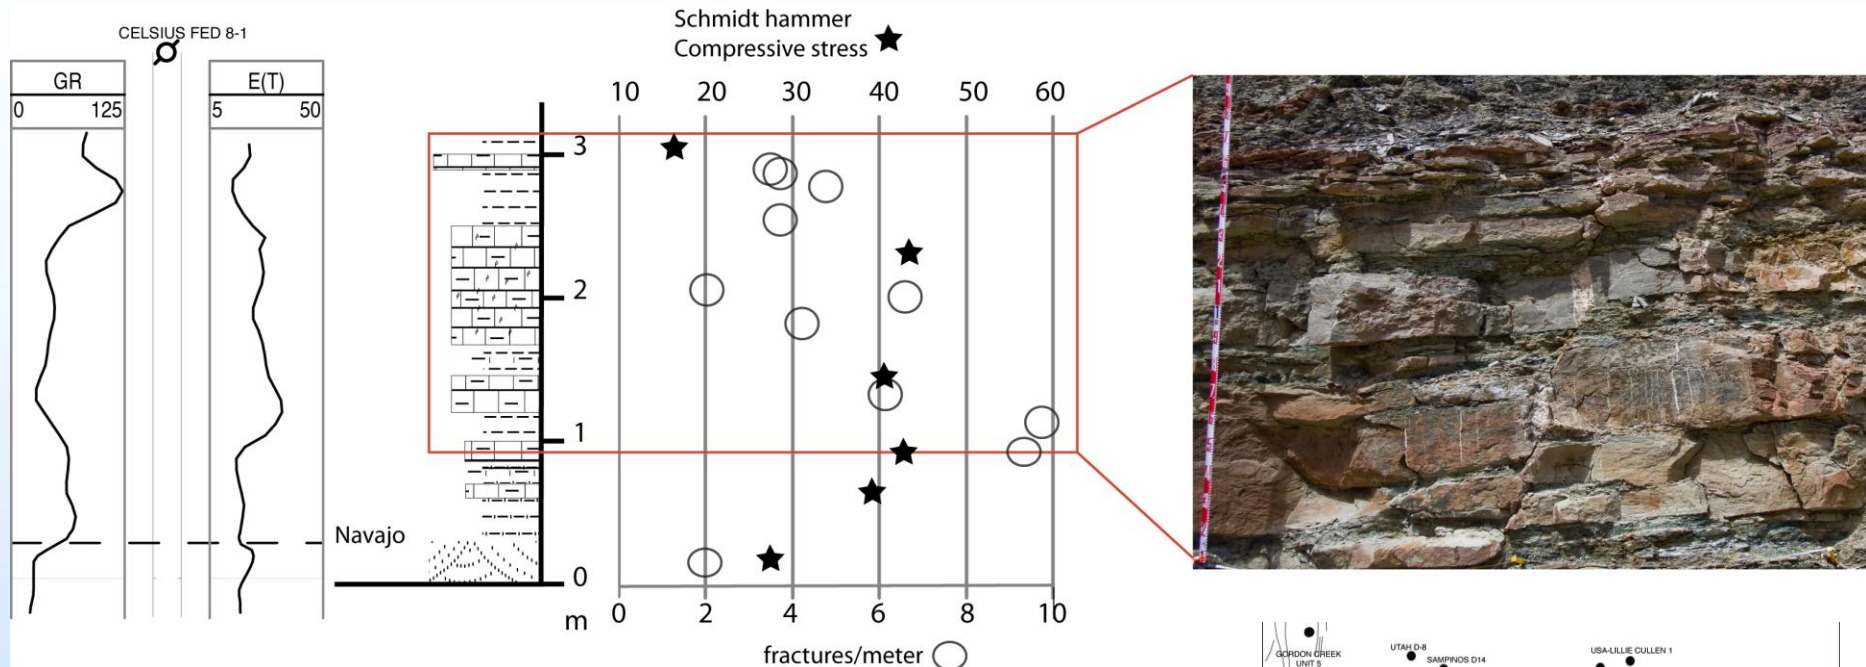 CELSIUS FED 8-1
GR
0 125
E(T)
5 50
Navajo
Schmidt hammer
Compressive stress
10 20 30 40 50 60
3
2
1
0
m
0 2 4 6 8 10
fractures/meter
GORDON CREEK
UNIT 5
UTAH D-8
SAMPINOS D14
USA-LILLIE CULLEN 1